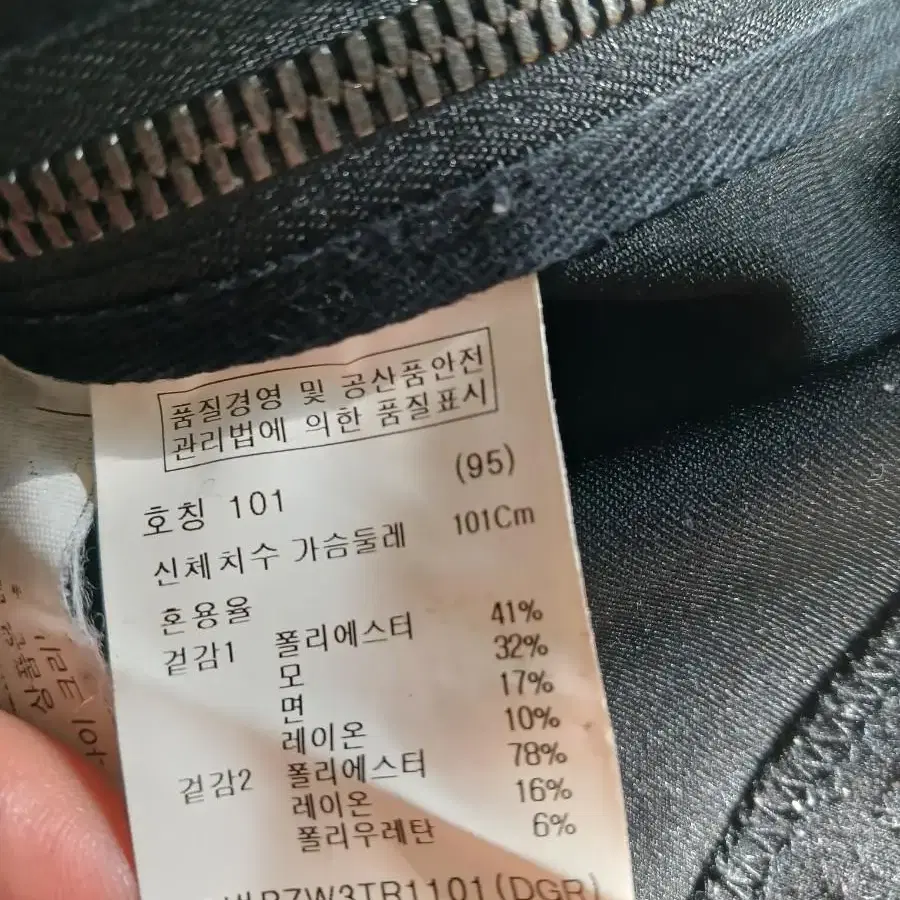 품질경영 및 공산품안전
관리법에 의한 품질표시
호칭 101 (95)
신체치수 가슴둘레 101Cm
혼용율
겉감1 폴리에스터 41%
모 32%
면 17%
레이온 10%
겉감2 폴리에스터 78%
레이온 16%
폴리우레탄 6%
BZW3TR1101(DGR)